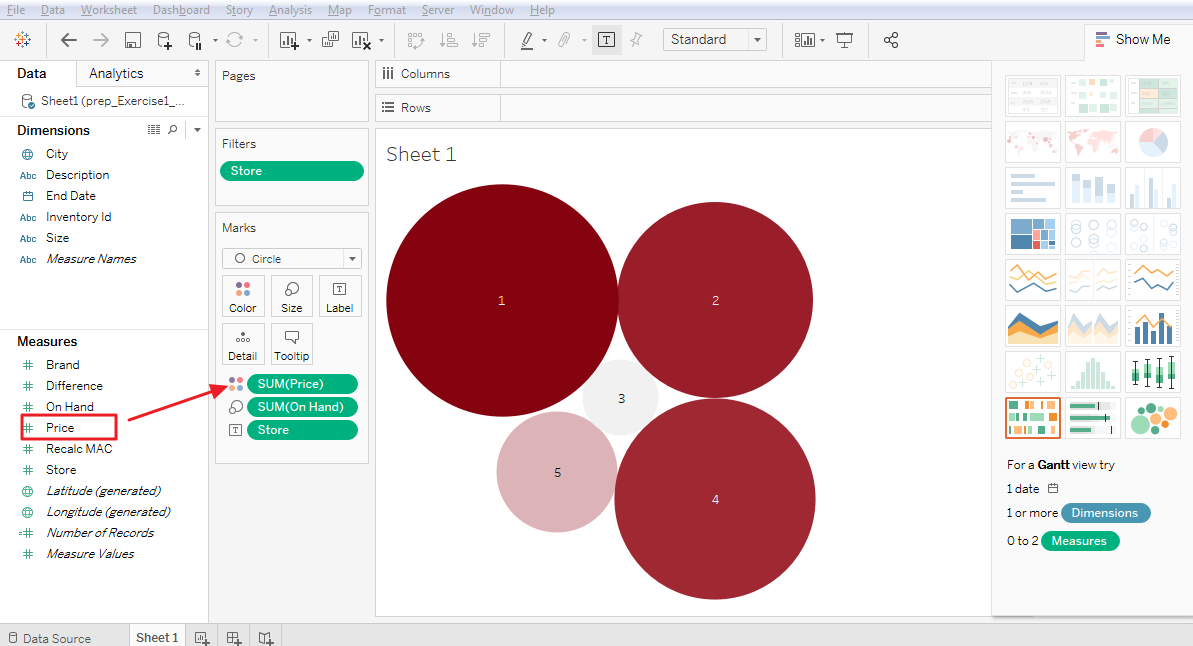 File Data Worksheet Dashboard Story Analysis Map Format Server Window Help
Standard
Show Me
Data Analytics
Sheet1 (prep_Exercise1_...
Dimensions
City
Abc Description
End Date
Abc Inventory Id
Abc Size
Abc Measure Names
Measures
# Brand
# Difference
# On Hand
# Price
# Recalc MAC
# Store
Latitude (generated)
Longitude (generated)
=# Number of Records
# Measure Values
Pages
Filters
Store
Marks
Circle
Color Size Label
Detail Tooltip
SUM(Price)
SUM(On Hand)
Store
Columns
Rows
Sheet 1
1
2
3
5
4
For a Gantt view try
1 date
1 or more Dimensions
0 to 2 Measures
Data Source Sheet 1